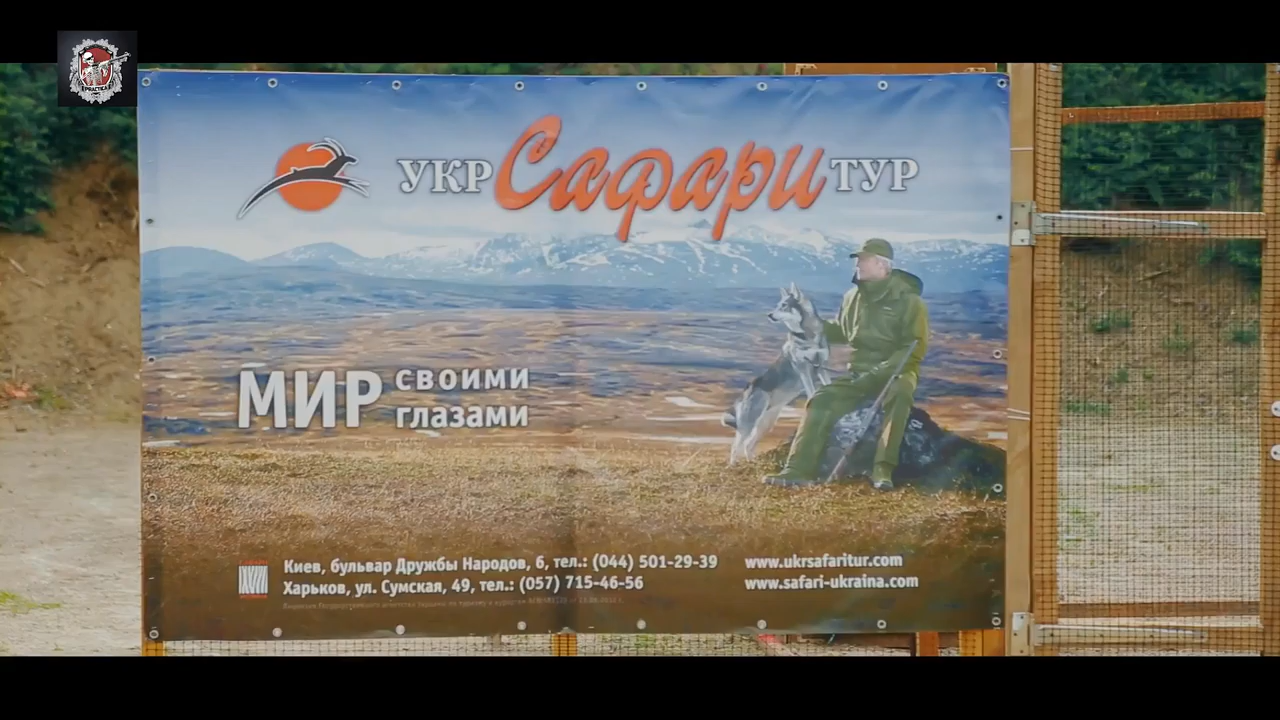 PRACTICA
УКР Сафари ТУР
МИР своими
глазами
Киев, бульвар Дружбы Народов, 6, тел.: (044) 501-29-39
www.ukrsafaritur.com
Харьков, ул. Сумская, 49, тел.: (057) 715-46-56
www.safari-ukraina.com